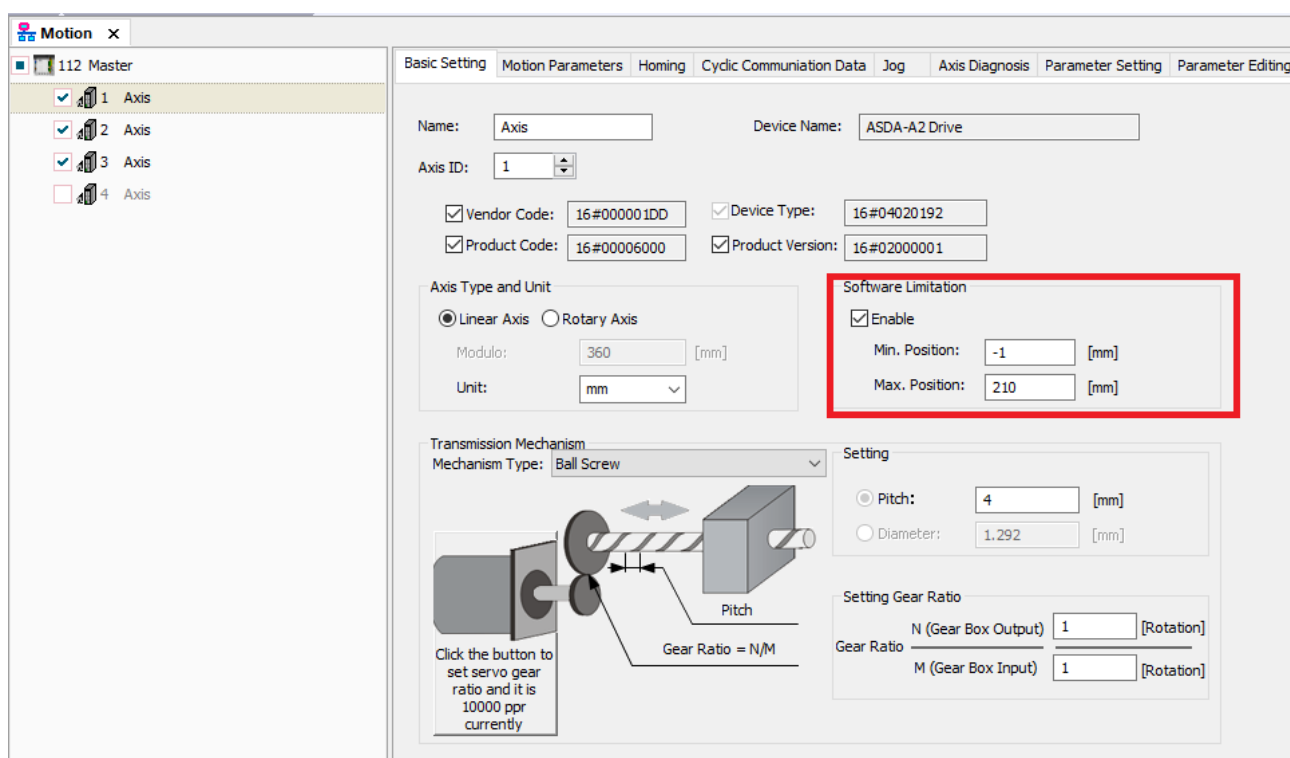 Motion X
112 Master
1 Axis
2 Axis
3 Axis
4 Axis
Basic Setting Motion Parameters Homing Cyclic Communiation Data Jog Axis Diagnosis Parameter Setting Parameter Editing
Name: Axis Device Name: ASDA-A2 Drive
Axis ID: 1
Vendor Code: 16#000001DD Device Type: 16#04020192
Product Code: 16#00006000 Product Version: 16#02000001
Axis Type and Unit
Linear Axis Rotary Axis
Modulo: 360 [mm]
Unit: mm
Software Limitation
Enable
Min. Position: -1 [mm]
Max. Position: 210 [mm]
Transmission Mechanism
Mechanism Type: Ball Screw
Pitch
Gear Ratio = N/M
Click the button to
set servo gear
ratio and it is
10000 ppr
currently
Setting
Pitch: 4 [mm]
Diameter: 1.292 [mm]
Setting Gear Ratio
N (Gear Box Output) 1 [Rotation]
Gear Ratio
M (Gear Box Input) 1 [Rotation]